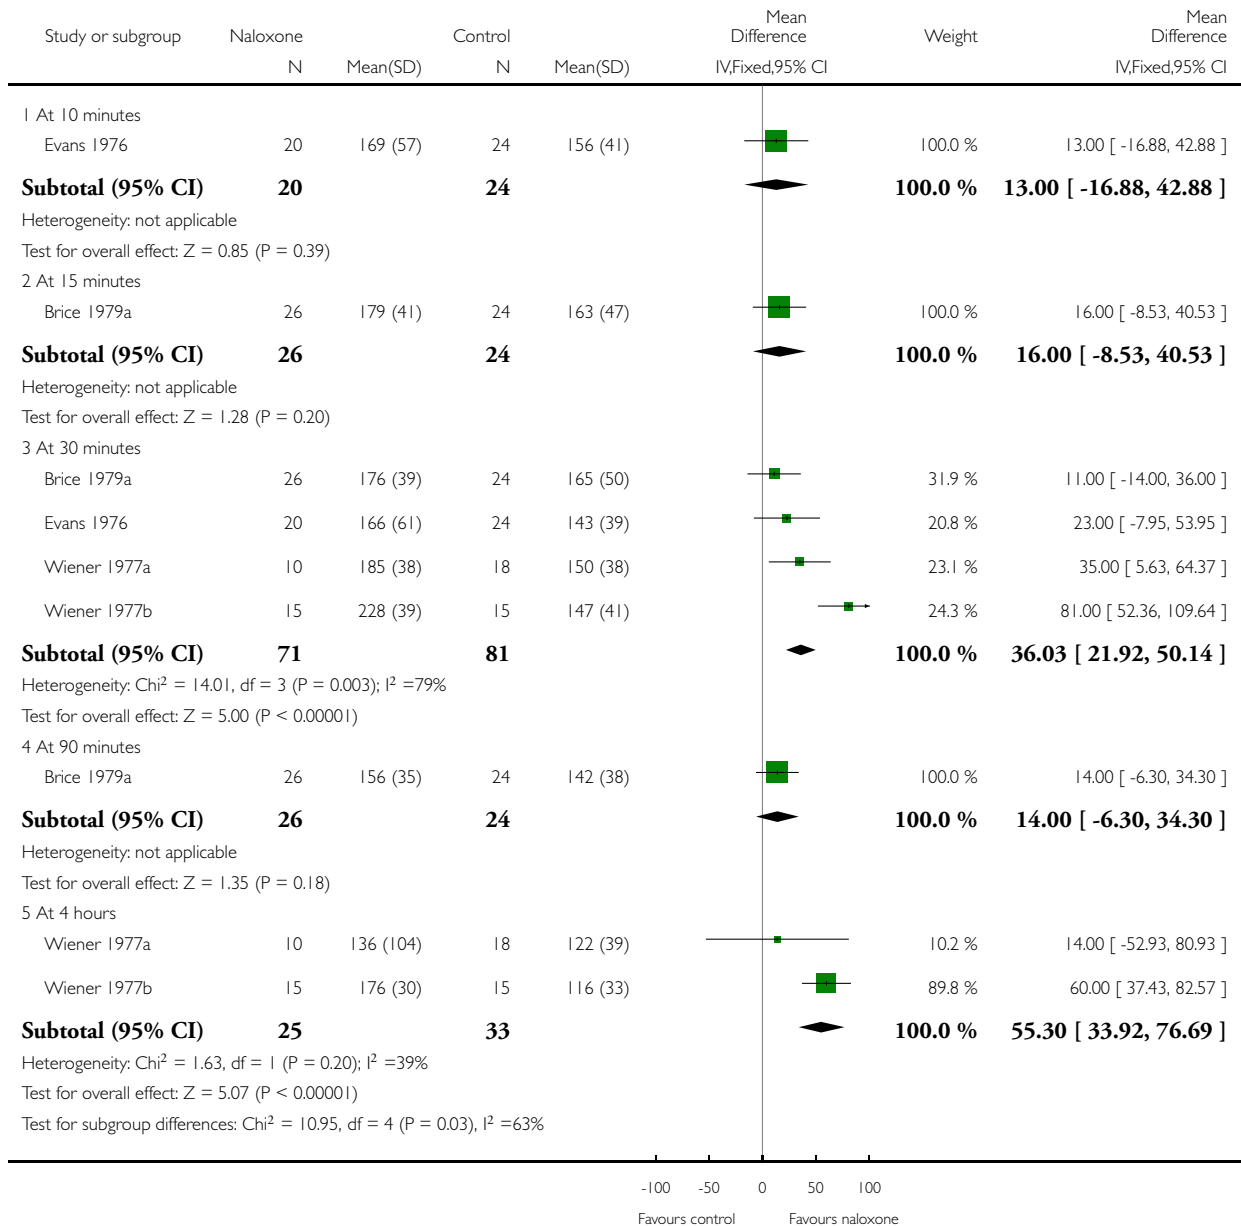 Study or subgroup Naloxone Control Mean Difference Weight Mean Difference
N Mean(SD) N Mean(SD) IV,Fixed,95% CI IV,Fixed,95% CI
1 At 10 minutes
Evans 1976 20 169 (57) 24 156 (41) 100.0 % 13.00 [ -16.88, 42.88 ]
Subtotal (95% CI) 20 24 100.0 % 13.00 [ -16.88, 42.88 ]
Heterogeneity: not applicable
Test for overall effect: Z = 0.85 (P = 0.39)
2 At 15 minutes
Brice 1979a 26 179 (41) 24 163 (47) 100.0 % 16.00 [ -8.53, 40.53 ]
Subtotal (95% CI) 26 24 100.0 % 16.00 [ -8.53, 40.53 ]
Heterogeneity: not applicable
Test for overall effect: Z = 1.28 (P = 0.20)
3 At 30 minutes
Brice 1979a 26 176 (39) 24 165 (50) 31.9 % 11.00 [ -14.00, 36.00 ]
Evans 1976 20 166 (61) 24 143 (39) 20.8 % 23.00 [ -7.95, 53.95 ]
Wiener 1977a 10 185 (38) 18 150 (38) 23.1 % 35.00 [ 5.63, 64.37 ]
Wiener 1977b 15 228 (39) 15 147 (41) 24.3 % 81.00 [ 52.36, 109.64 ]
Subtotal (95% CI) 71 81 100.0 % 36.03 [ 21.92, 50.14 ]
Heterogeneity: Chi² = 14.01, df = 3 (P = 0.003); I² =79%
Test for overall effect: Z = 5.00 (P < 0.00001)
4 At 90 minutes
Brice 1979a 26 156 (35) 24 142 (38) 100.0 % 14.00 [ -6.30, 34.30 ]
Subtotal (95% CI) 26 24 100.0 % 14.00 [ -6.30, 34.30 ]
Heterogeneity: not applicable
Test for overall effect: Z = 1.35 (P = 0.18)
5 At 4 hours
Wiener 1977a 10 136 (104) 18 122 (39) 10.2 % 14.00 [ -52.93, 80.93 ]
Wiener 1977b 15 176 (30) 15 116 (33) 89.8 % 60.00 [ 37.43, 82.57 ]
Subtotal (95% CI) 25 33 100.0 % 55.30 [ 33.92, 76.69 ]
Heterogeneity: Chi² = 1.63, df = 1 (P = 0.20); I² =39%
Test for overall effect: Z = 5.07 (P < 0.00001)
Test for subgroup differences: Chi² = 10.95, df = 4 (P = 0.03), I² =63%
-100 -50 0 50 100
Favours control Favours naloxone